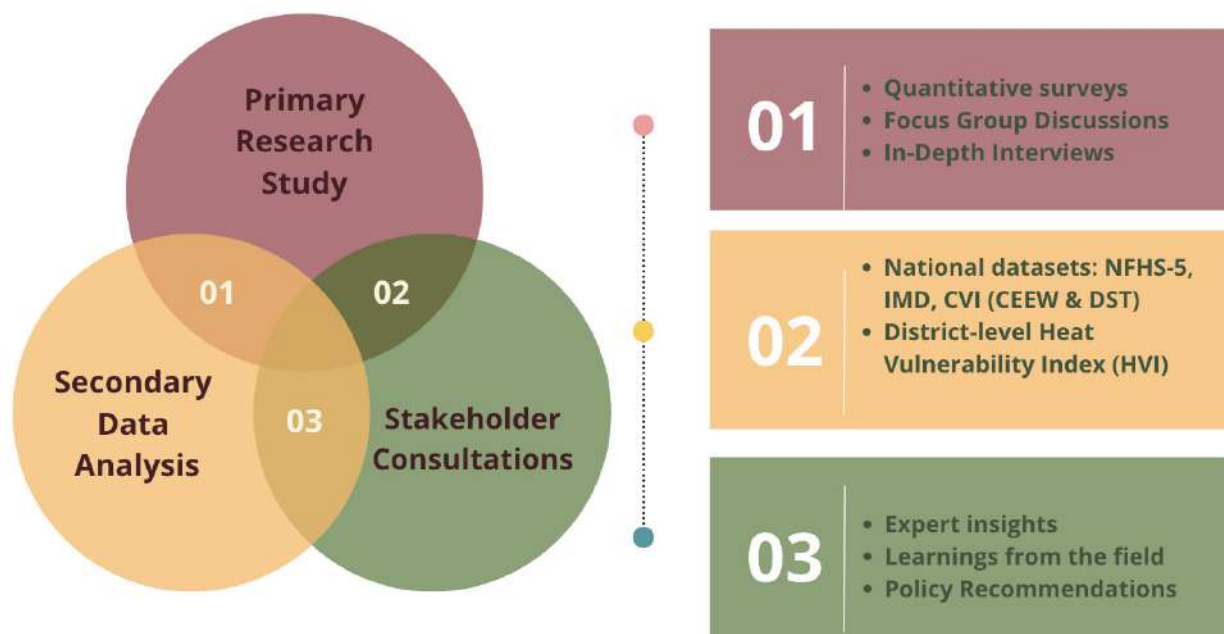 Primary
Research
Study
01
02
Secondary
Data
Analysis
03
Stakeholder
Consultations
01
• Quantitative surveys
• Focus Group Discussions
• In-Depth Interviews
02
• National datasets: NFHS-5,
IMD, CVI (CEEW & DST)
• District-level Heat
Vulnerability Index (HVI)
03
• Expert insights
• Learnings from the field
• Policy Recommendations